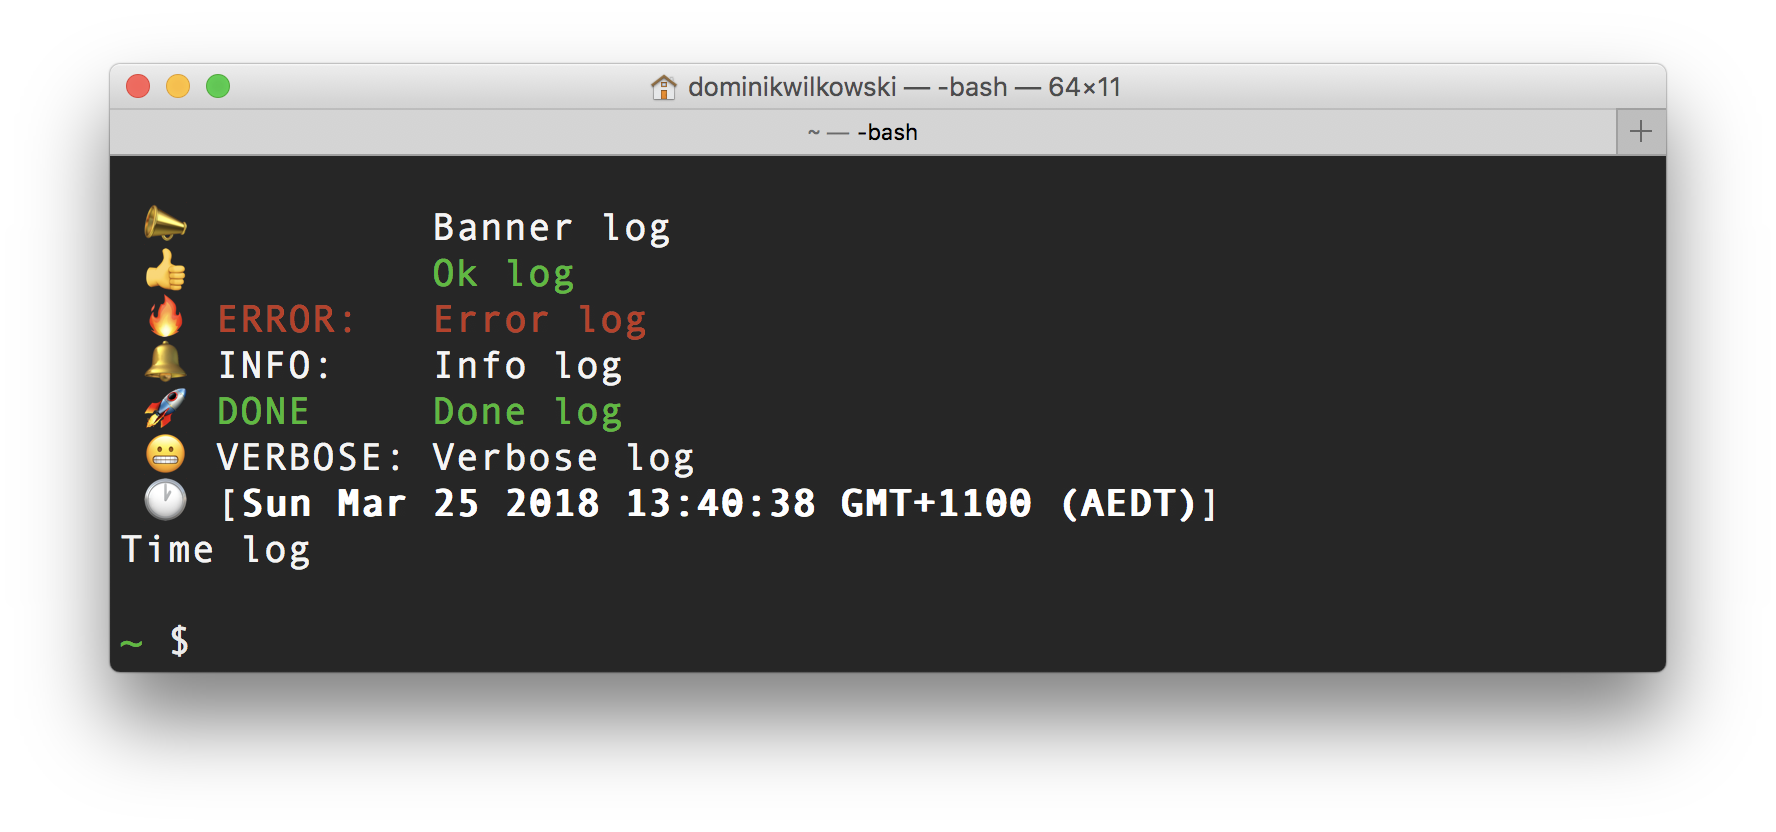 dominikwilkowski — -bash — 64×11
~ — -bash
📣 Banner log
👍 Ok log
🔥 ERROR: Error log
🔔 INFO: Info log
🚀 DONE Done log
😬 VERBOSE: Verbose log
🕐 [Sun Mar 25 2018 13:40:38 GMT+1100 (AEDT)]
Time log
~ $